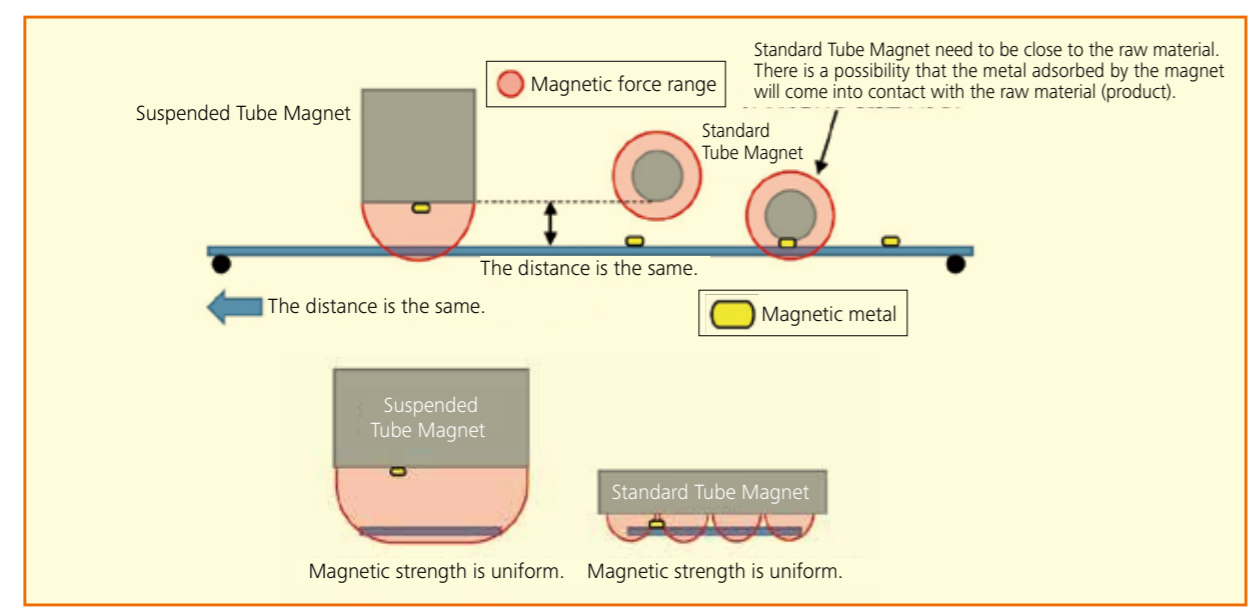 Standard Tube Magnet need to be close to the raw material.
There is a possibility that the metal adsorbed by the magnet
will come into contact with the raw material (product).
Magnetic force range
Suspended Tube Magnet
Standard
Tube Magnet
The distance is the same.
The distance is the same.
Magnetic metal
Suspended
Tube Magnet
Standard Tube Magnet
Magnetic strength is uniform.
Magnetic strength is uniform.